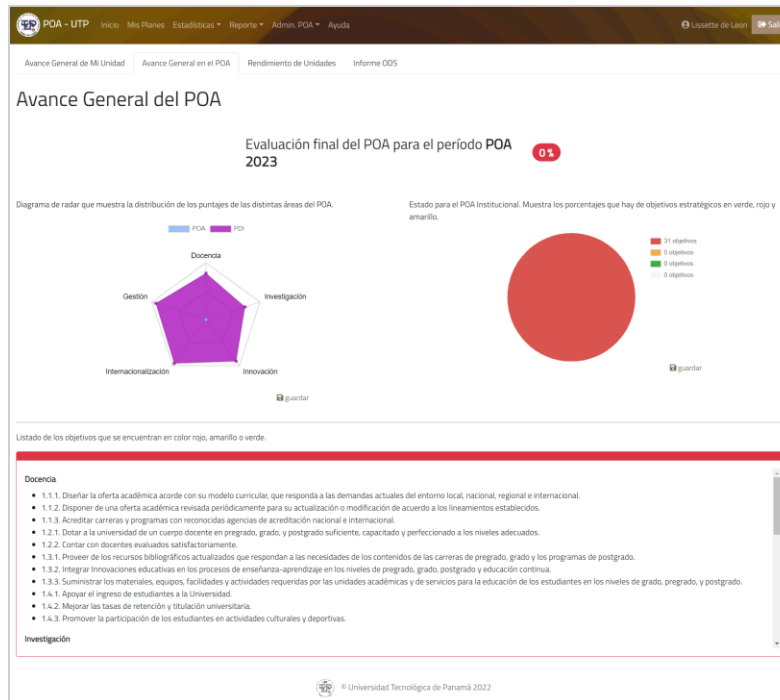 POA - UTP Inicio Mis Planes Estadísticas Reporte Admin. POA Ayuda Lissette de Leon
Avance General de Mi Unidad Avance General en el POA Rendimiento de Unidades Informe ODS
Avance General del POA
Evaluación final del POA para el período POA
2023
0 %
Diagrama de radar que muestra la distribución de los puntajes de las distintas áreas del POA.
POA PDI
Docencia
Investigación
Innovación
Internacionalización
Gestión
guardar
Estado para el POA Institucional. Muestra los porcentajes que hay de objetivos estratégicos en verde, rojo y
amarillo.
31 objetivos
0 objetivos
0 objetivos
0 objetivos
guardar
Listado de los objetivos que se encuentran en color rojo, amarillo o verde.
Docencia
1.1.1. Diseñar la oferta académica acorde con su modelo curricular, que responda a las demandas actuales del entorno local, nacional, regional e internacional.
1.1.2. Disponer de una oferta académica revisada periódicamente para su actualización o modificación de acuerdo a los lineamientos establecidos.
1.1.3. Acreditar carreras y programas con reconocidas agencias de acreditación nacional e internacional.
1.2.1. Dotar a la universidad de un cuerpo docente en pregrado, grado, y postgrado suficiente, capacitado y perfeccionado a los niveles adecuados.
1.2.2. Contar con docentes evaluados satisfactoriamente.
1.3.1. Proveer de los recursos bibliográficos actualizados que respondan a las necesidades de los contenidos de las carreras de pregrado, grado y los programas de postgrado.
1.3.2. Integrar Innovaciones educativas en los procesos de enseñanza-aprendizaje en los niveles de pregrado, grado, postgrado y educación continua.
1.3.3. Suministrar los materiales, equipos, facilidades y actividades requeridas por las unidades académicas y de servicios para la educación de los estudiantes en los niveles de grado, pregrado, y postgrado.
1.4.1. Apoyar el ingreso de estudiantes a la Universidad.
1.4.2. Mejorar las tasas de retención y titulación universitaria.
1.4.3. Promover la participación de los estudiantes en actividades culturales y deportivas.
Investigación
© Universidad Tecnológica de Panamá 2022